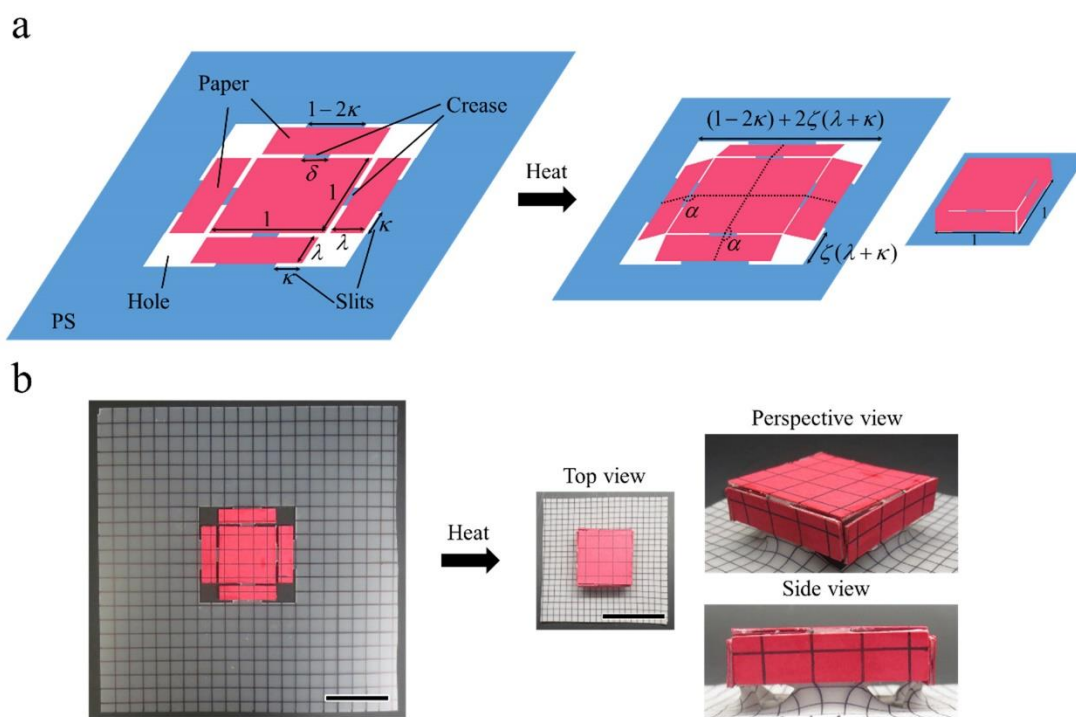 a
Paper
1−2κ
Crease
δ
1
1
λ
λ
κ
κ
Hole
Slits
PS
Heat
(1−2κ)+2ζ(λ+κ)
α
α
ζ(λ+κ)
1
1
b
Heat
Top view
Perspective view
Side view